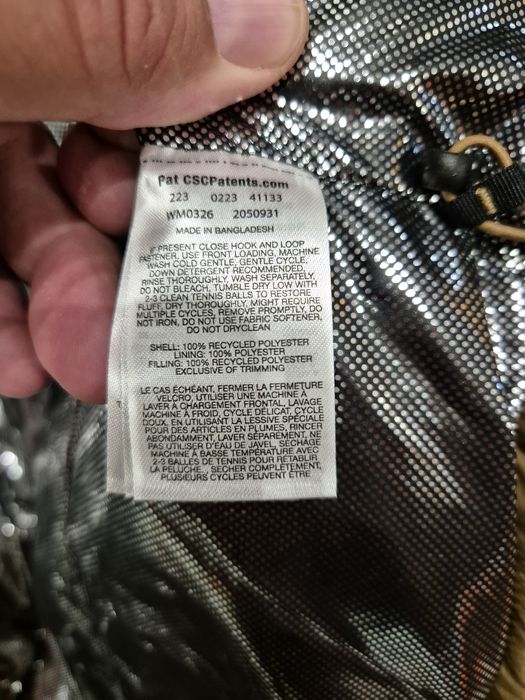 Pat CSCPatents.com
223 0223 41133
WM0326 2050931
MADE IN BANGLADESH
IF PRESENT CLOSE HOOK AND LOOP
FASTENER, USE FRONT LOADING, MACHINE
WASH COLD GENTLE, GENTLE CYCLE,
DOWN DETERGENT RECOMMENDED,
RINSE THOROUGHLY, WASH SEPARATELY,
DO NOT BLEACH, TUMBLE DRY LOW WITH
2-3 CLEAN TENNIS BALLS TO RESTORE
FLUFF, DRY THOROUGHLY, MIGHT REQUIRE
MULTIPLE CYCLES, REMOVE PROMPTLY, DO
NOT IRON, DO NOT USE FABRIC SOFTENER,
DO NOT DRYCLEAN
SHELL: 100% RECYCLED POLYESTER
LINING: 100% POLYESTER
FILLING: 100% RECYCLED POLYESTER
EXCLUSIVE OF TRIMMING
LE CAS ÉCHÉANT, FERMER LA FERMETURE
VELCRO, UTILISER UNE MACHINE À
LAVER À CHARGEMENT FRONTAL, LAVAGE
MACHINE À FROID, CYCLE DÉLICAT, CYCLE
DOUX, EN UTILISANT LA LESSIVE SPÉCIALE
POUR DES ARTICLES EN PLUMES, RINCER
ABONDAMMENT, LAVER SÉPARÉMENT, NE
PAS UTILISER D'EAU DE JAVEL, SÉCHAGE
MACHINE À BASSE TEMPÉRATURE AVEC
2-3 BALLES DE TENNIS POUR RÉTABLIR
LA PELUCHE, SÉCHER COMPLÈTEMENT,
PLUSIEURS CYCLES PEUVENT ÊTRE